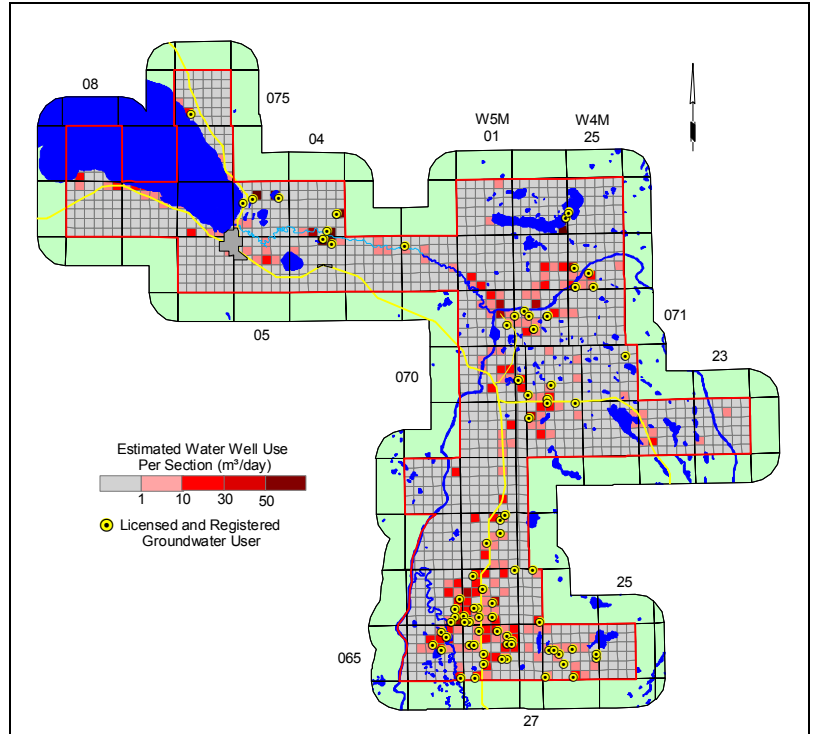 08
075
04
W5M
01
W4M
25
05
071
070
23
Estimated Water Well Use
Per Section (m³/day)
1 10 30 50
Licensed and Registered
Groundwater User
25
065
27